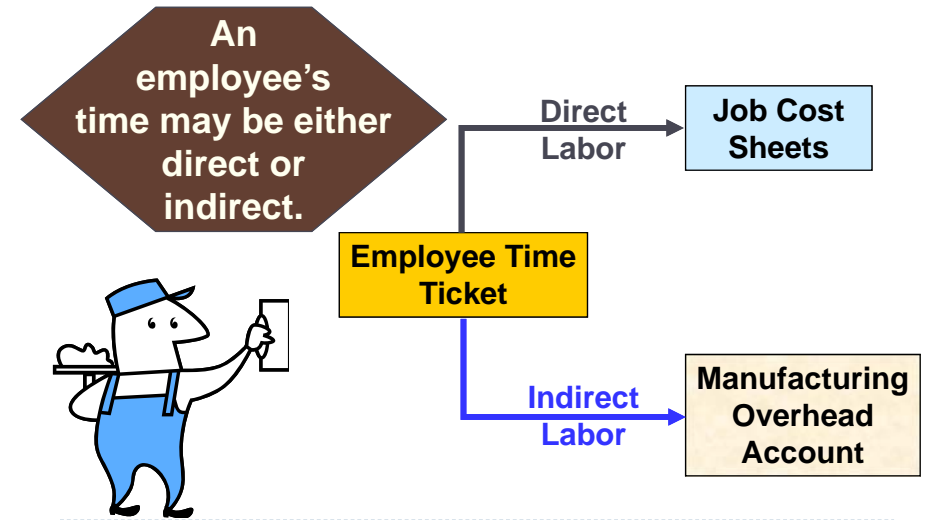 An
employee's
time may be either
direct or
indirect.
Direct
Labor
Job Cost
Sheets
Employee Time
Ticket
Indirect
Labor
Manufacturing
Overhead
Account